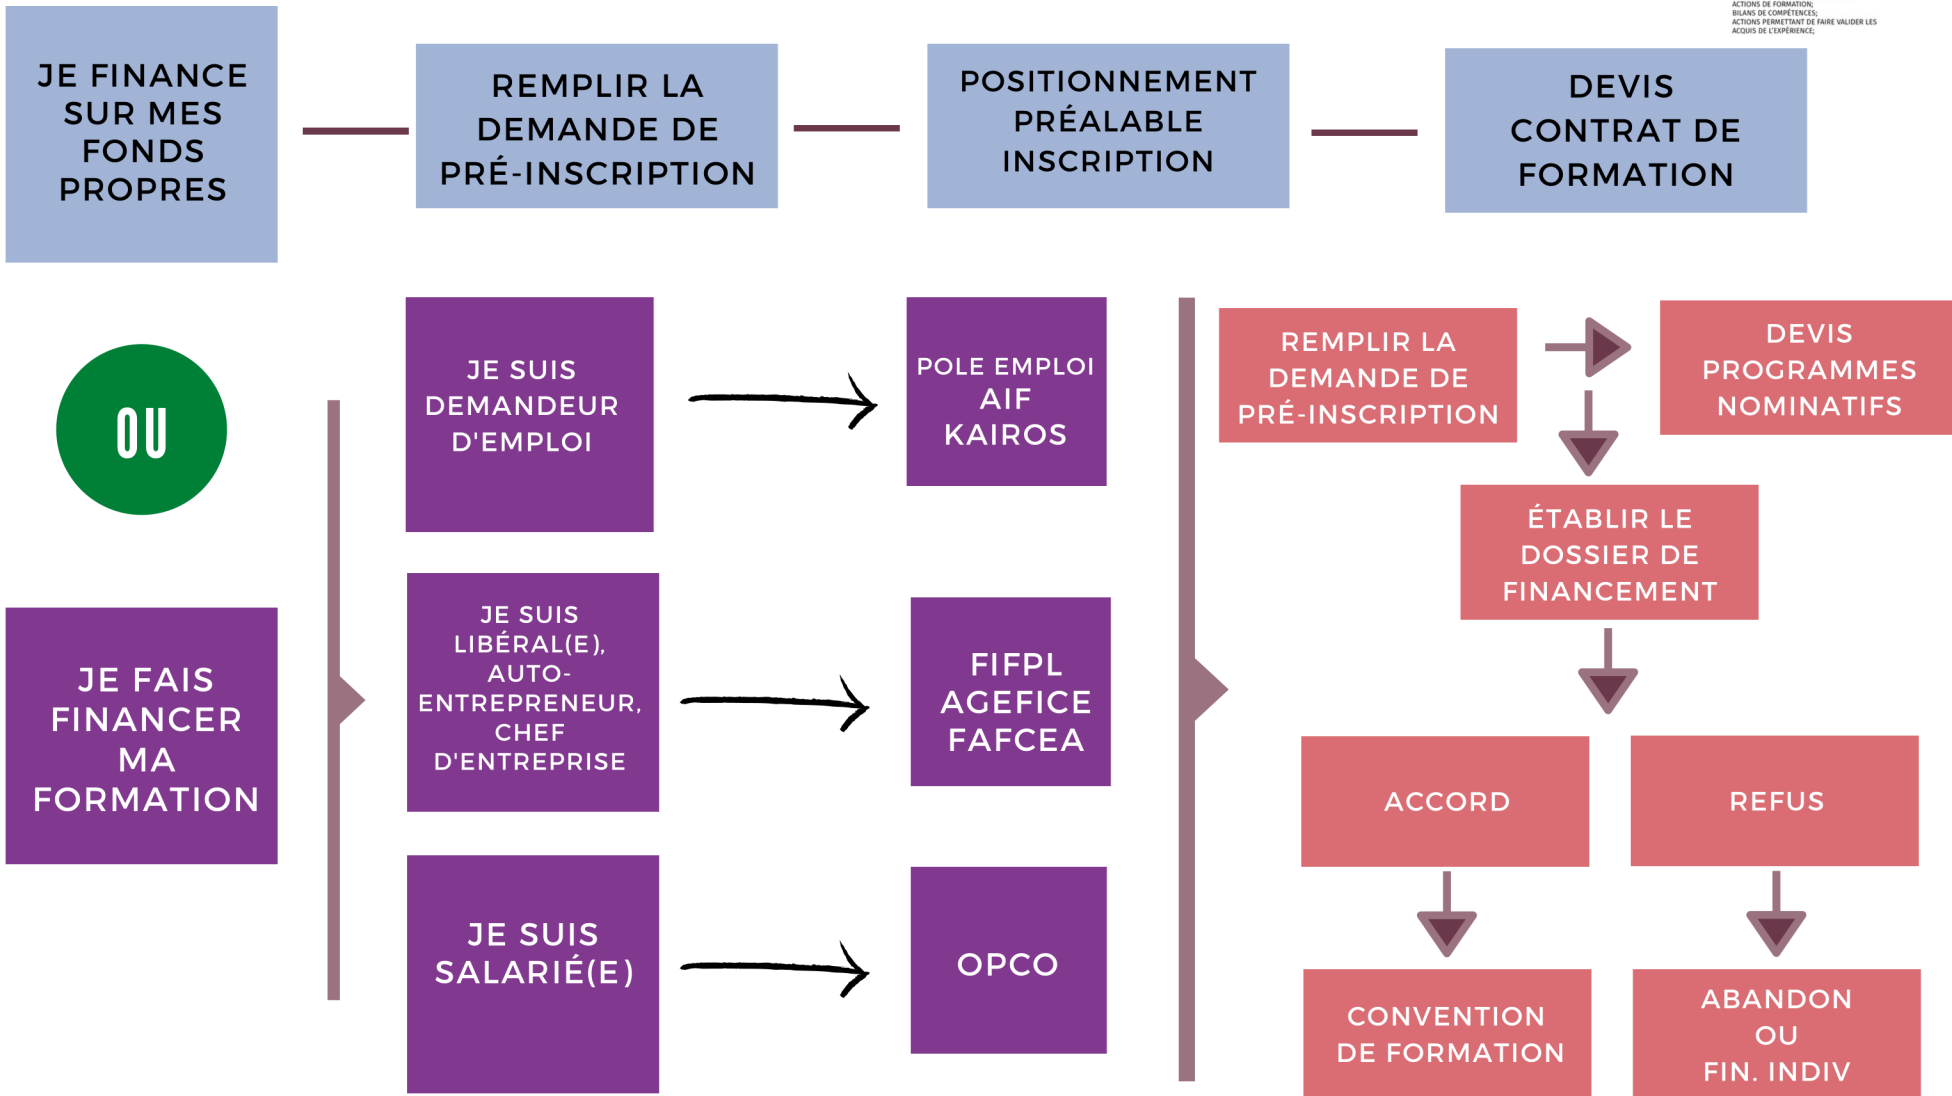 ACTIONS DE FORMATION;
BILANS DE COMPÉTENCES;
ACTIONS PERMETTANT DE FAIRE VALIDER LES
ACQUIS DE L'EXPÉRIENCE;
JE FINANCE
SUR MES
FONDS
PROPRES
REMPLIR LA
DEMANDE DE
PRÉ-INSCRIPTION
POSITIONNEMENT
PRÉALABLE
INSCRIPTION
DEVIS
CONTRAT DE
FORMATION
OU
JE FAIS
FINANCER
MA
FORMATION
JE SUIS
DEMANDEUR
D'EMPLOI
POLE EMPLOI
AIF
KAIROS
JE SUIS
LIBÉRAL(E),
AUTO-
ENTREPRENEUR,
CHEF
D'ENTREPRISE
FIFPL
AGEFICE
FAFCEA
JE SUIS
SALARIÉ(E)
OPCO
REMPLIR LA
DEMANDE DE
PRÉ-INSCRIPTION
DEVIS
PROGRAMMES
NOMINATIFS
ÉTABLIR LE
DOSSIER DE
FINANCEMENT
ACCORD
REFUS
CONVENTION
DE FORMATION
ABANDON
OU
FIN. INDIV